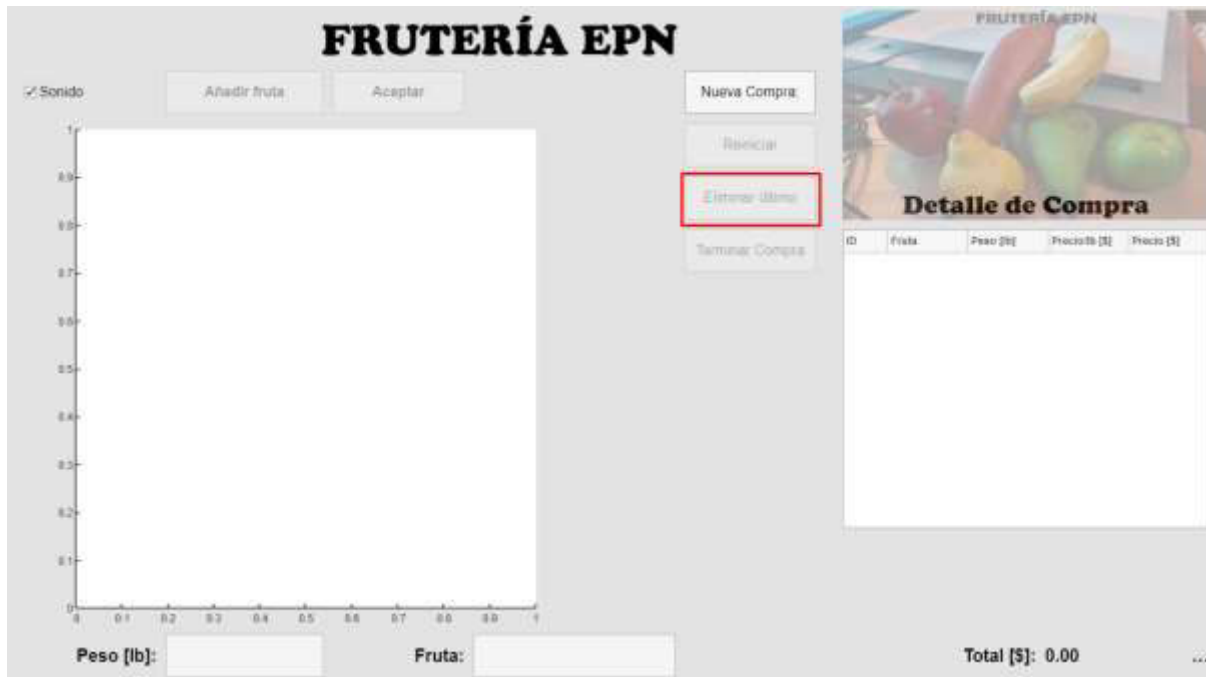 FRUTERÍA EPN
FRUTERÍA EPN
Sonido
Añadir fruta
Aceptar
Nueva Compra
Reiniciar
Eliminar último
Terminar Compra
Detalle de Compra
ID Fruta Peso [lb] Precio/lb [$] Precio [$]
1
0.9
0.8
0.7
0.6
0.5
0.4
0.3
0.2
0.1
0
0 0.1 0.2 0.3 0.4 0.5 0.6 0.7 0.8 0.9 1
Peso [lb]:
Fruta:
Total [$]: 0.00
...